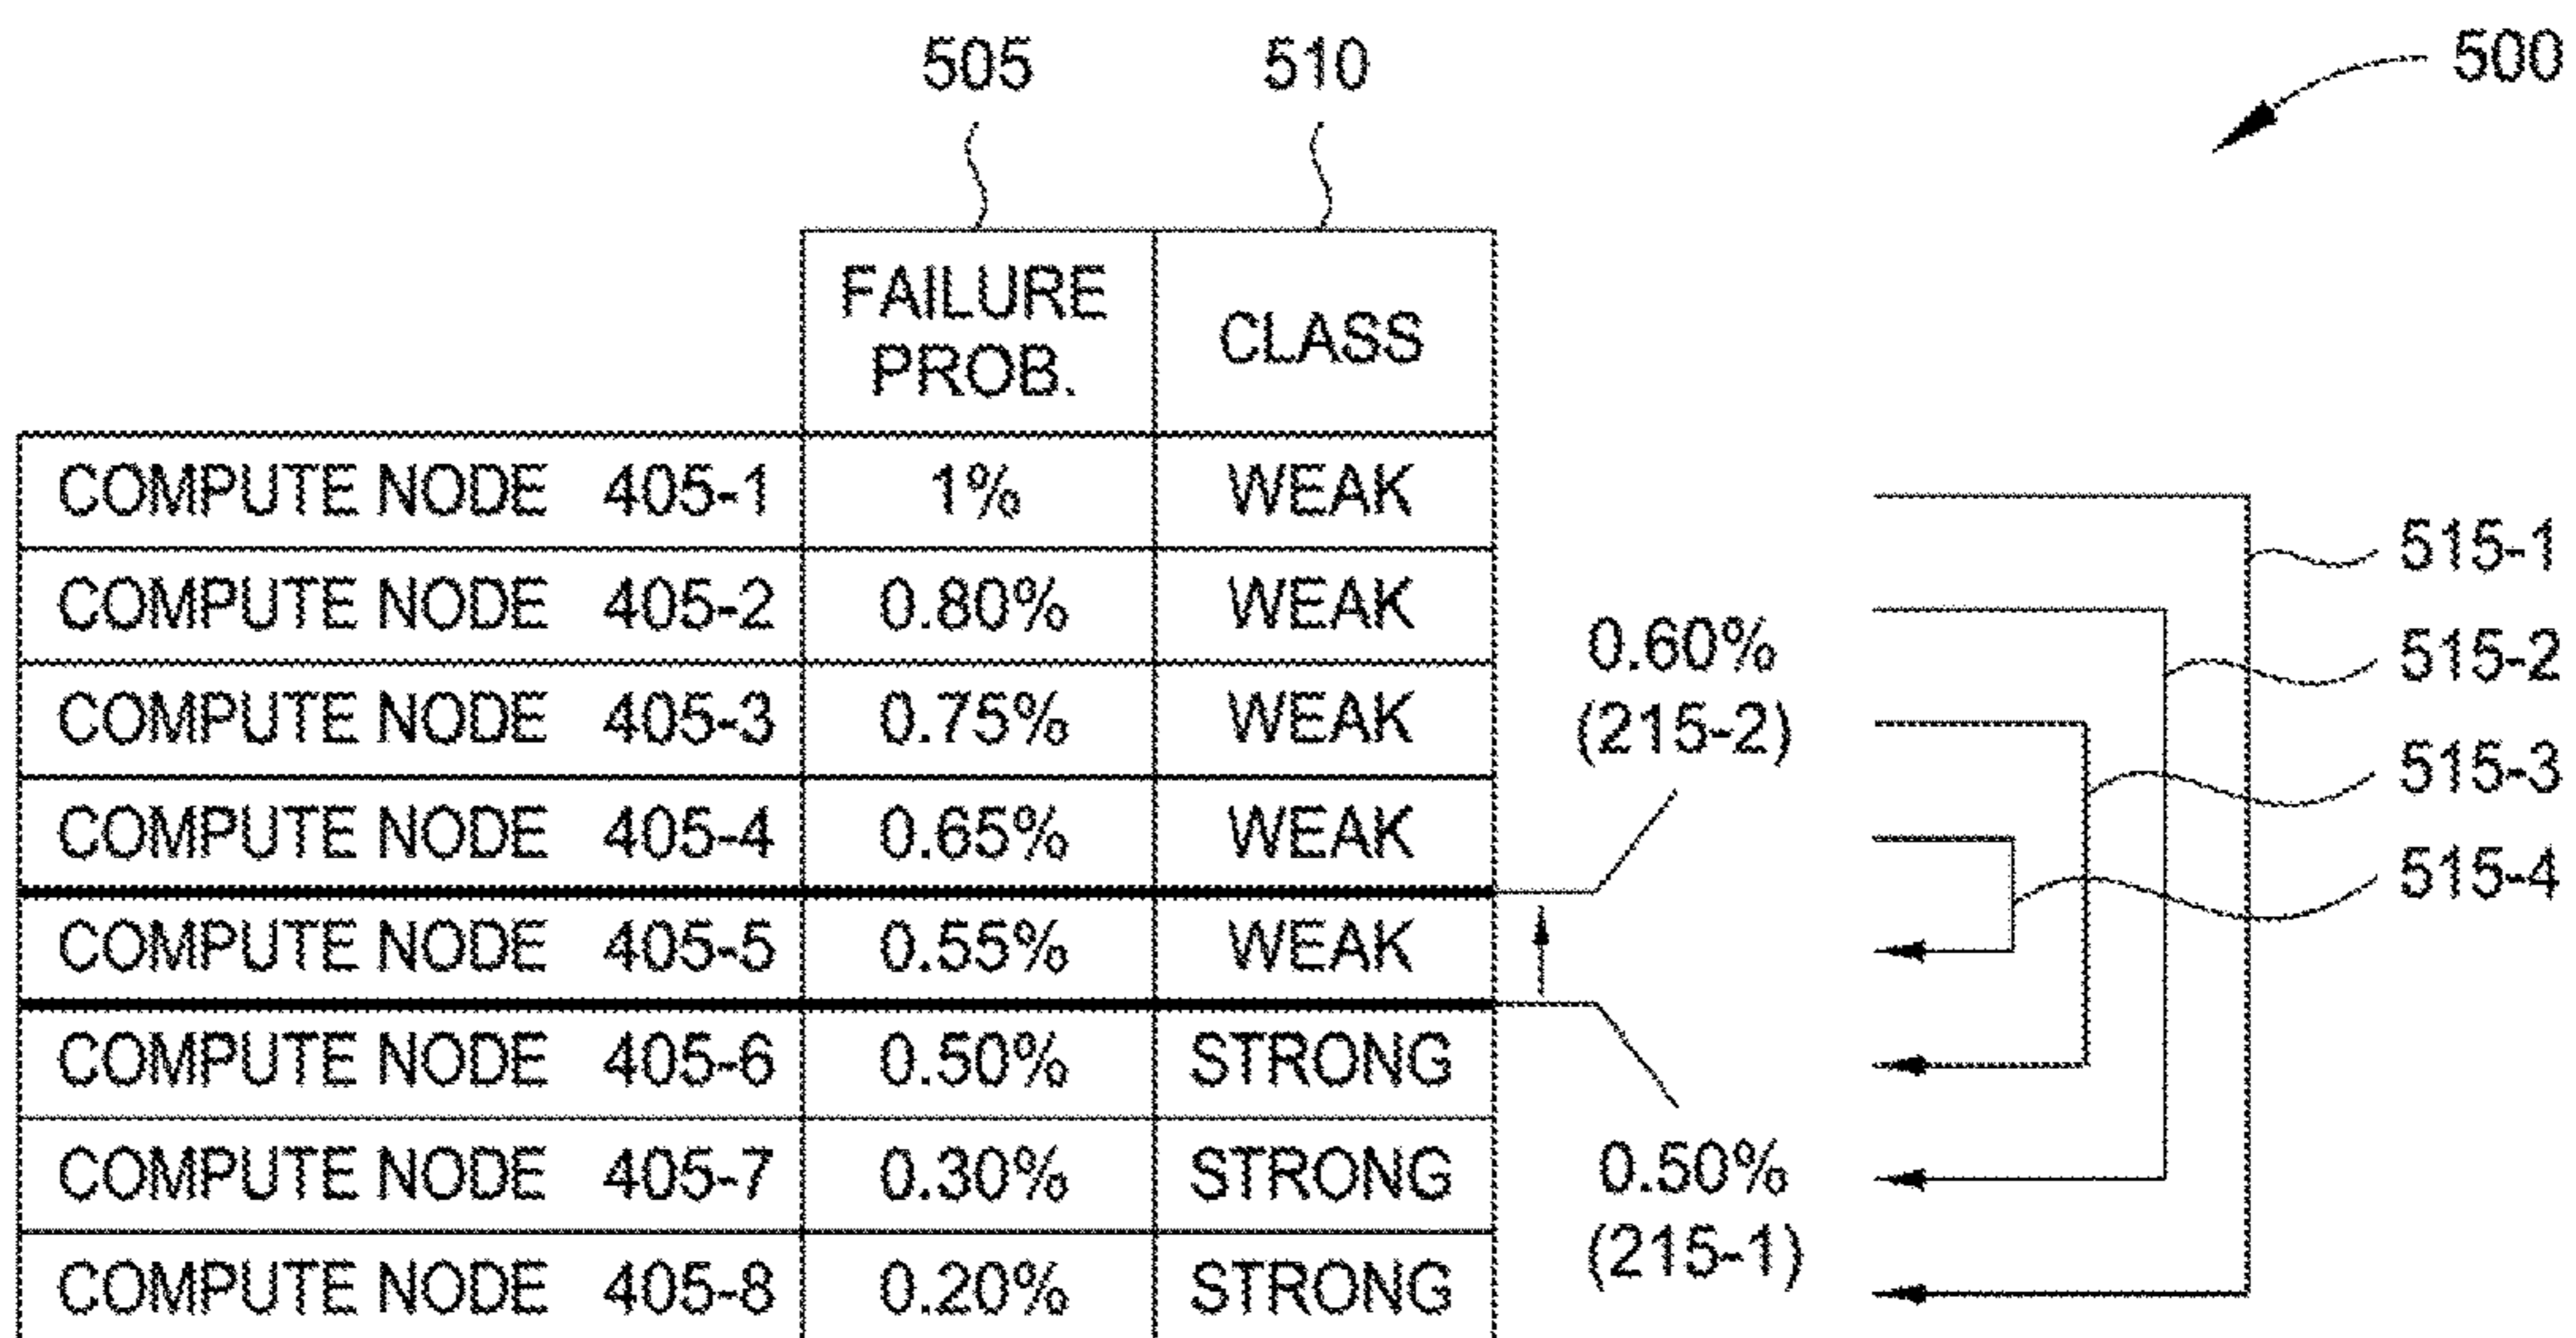 505 510 500
FAILURE PROB. CLASS
COMPUTE NODE 405-1 1% WEAK
COMPUTE NODE 405-2 0.80% WEAK
COMPUTE NODE 405-3 0.75% WEAK
COMPUTE NODE 405-4 0.65% WEAK
COMPUTE NODE 405-5 0.55% WEAK
COMPUTE NODE 405-6 0.50% STRONG
COMPUTE NODE 405-7 0.30% STRONG
COMPUTE NODE 405-8 0.20% STRONG
0.60%
(215-2)
0.50%
(215-1)
515-1
515-2
515-3
515-4